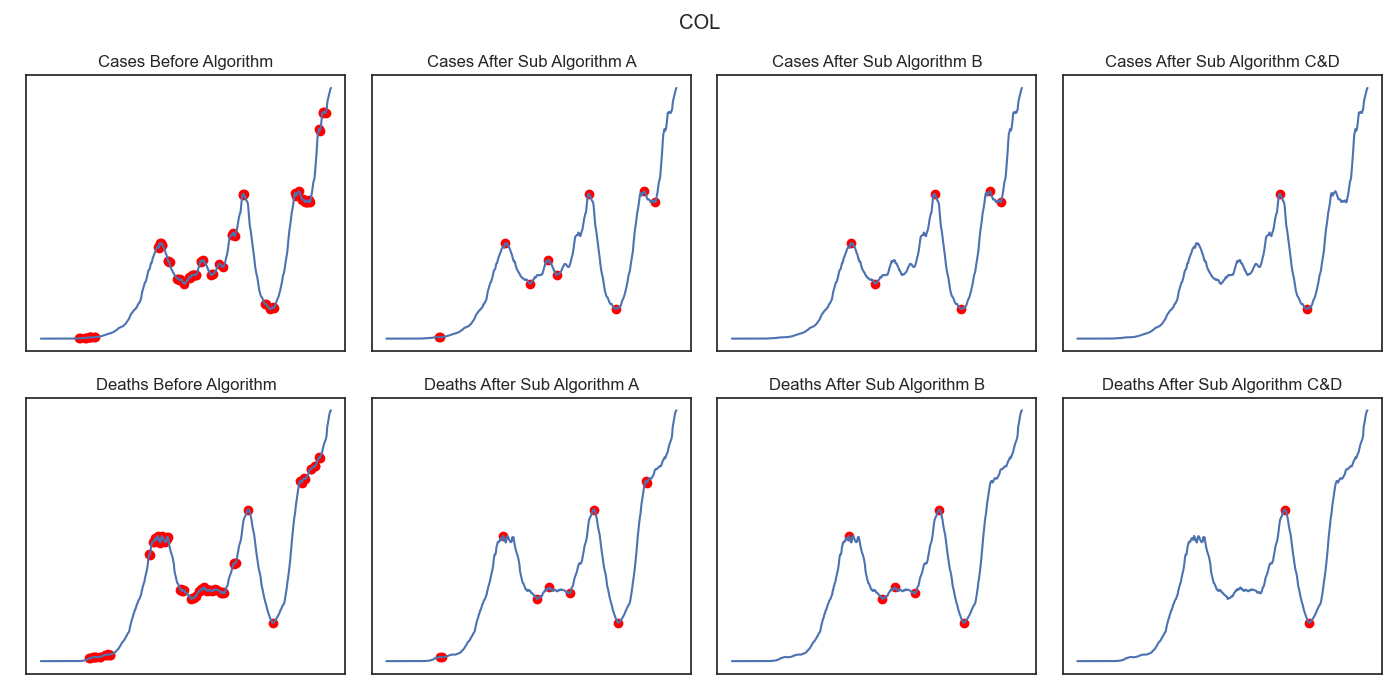 COL
Cases Before Algorithm
Cases After Sub Algorithm A
Cases After Sub Algorithm B
Cases After Sub Algorithm C&D
Deaths Before Algorithm
Deaths After Sub Algorithm A
Deaths After Sub Algorithm B
Deaths After Sub Algorithm C&D